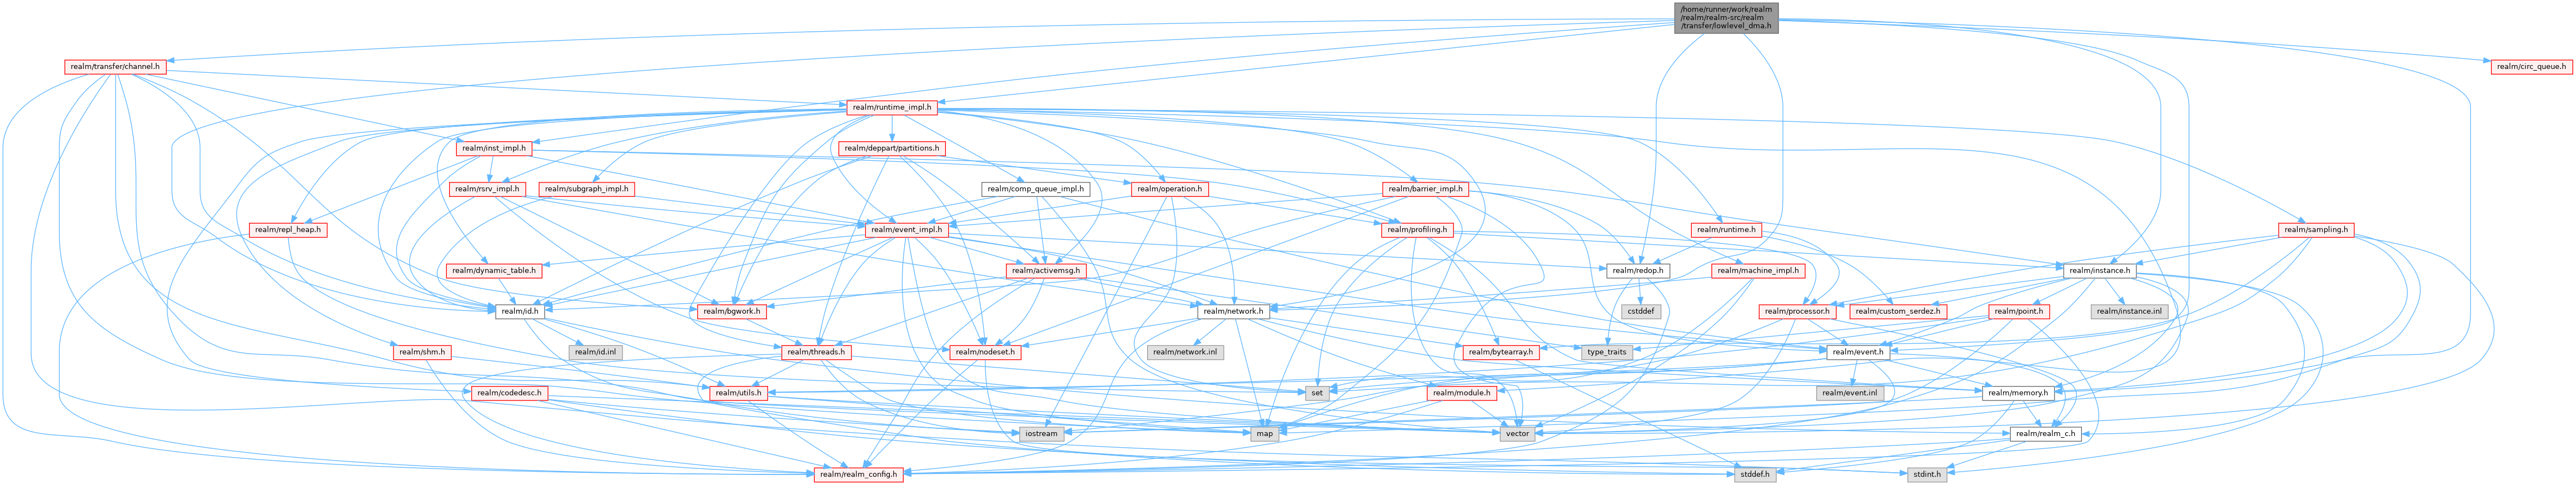 /home/runner/work/realm
/realm/realm-src/realm
/transfer/lowlevel_dma.h
realm/transfer/channel.h
realm/circ_queue.h
realm/runtime_impl.h
realm/inst_impl.h
realm/deppart/partitions.h
realm/rsrv_impl.h
realm/subgraph_impl.h
realm/comp_queue_impl.h
realm/operation.h
realm/barrier_impl.h
realm/repl_heap.h
realm/event_impl.h
realm/profiling.h
realm/runtime.h
realm/sampling.h
realm/dynamic_table.h
realm/activemsg.h
realm/redop.h
realm/machine_impl.h
realm/instance.h
realm/id.h
realm/bgwork.h
realm/network.h
cstddef
realm/processor.h
realm/custom_serdez.h
realm/point.h
realm/instance.inl
realm/shm.h
realm/id.inl
realm/threads.h
realm/nodeset.h
realm/network.inl
realm/bytearray.h
type_traits
realm/event.h
realm/codedesc.h
realm/utils.h
set
realm/module.h
realm/event.inl
realm/memory.h
iostream
map
vector
realm/realm_c.h
realm/realm_config.h
stddef.h
stdint.h